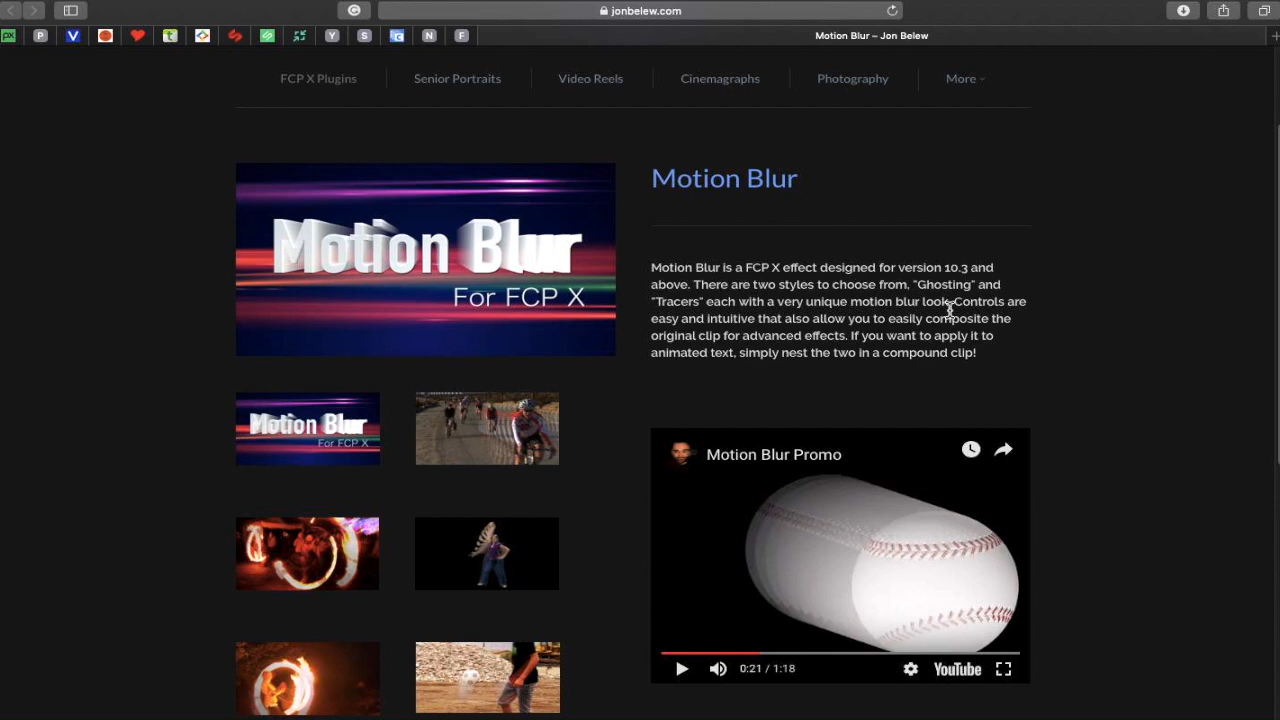 jonbelew.com
px P V t Y S C N F
Motion Blur – Jon Belew
FCP X Plugins
Senior Portraits
Video Reels
Cinemagraphs
Photography
More
Motion Blur
For FCP X
Motion Blur
Motion Blur is a FCP X effect designed for version 10.3 and
above. There are two styles to choose from, "Ghosting" and
"Tracers" each with a very unique motion blur look. Controls are
easy and intuitive that also allow you to easily composite the
original clip for advanced effects. If you want to apply it to
animated text, simply nest the two in a compound clip!
Motion Blur
For FCP X
Motion Blur Promo
0:21 / 1:18
YouTube